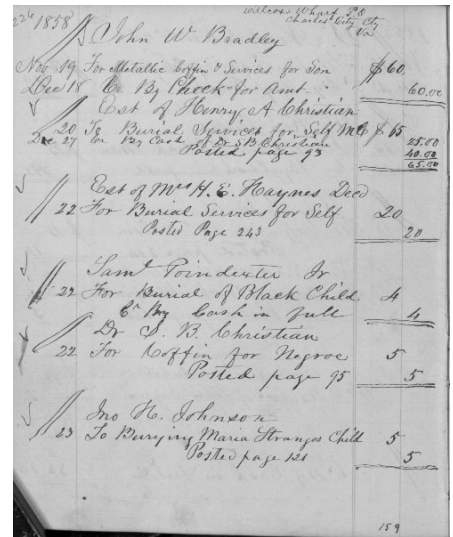 Willcoxs Wharf P.O
Charles City Cty
Va
1858
John W. Bradley
Nov 19 For Metallic Coffin & Services for Son $60
Dec 18 Cr By Check for Amt 60.00
Est of Henry A Christian
20 To Burial Services for Self $65
Dec 27 Cr By Cash of Dr S B Christian 25.00
Posted page 93 40.00
65.00
Est of Mrs H. E. Haynes Decd
22 For Burial Services for Self 20
Posted Page 243 20
Saml Poindexter Jr
22 For Burial of Black Child 4
Cr By Cash in full 4
Dr S. B. Christian
22 For Coffin for Negroe 5
Posted page 95 5
Jno H. Johnson
23 To Burying Maria Stranges Child 5
Posted page 121 5
159